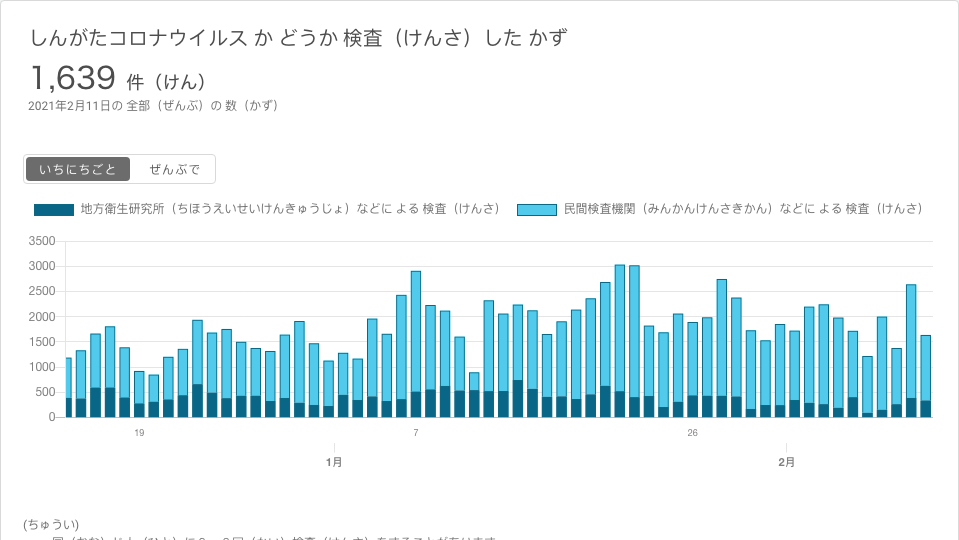 しんがたコロナウイルス か どうか 検査（けんさ）した かず
1,639 件（けん）
2021年2月11日の 全部（ぜんぶ）の 数（かず）
いちにちごと ぜんぶで
地方衛生研究所（ちほうえいせいけんきゅうじょ）などに よる 検査（けんさ） 民間検査機関（みんかんけんさきかん）などに よる 検査（けんさ）
3500
3000
2500
2000
1500
1000
500
0
19 7 26
1月 2月
(ちゅうい)